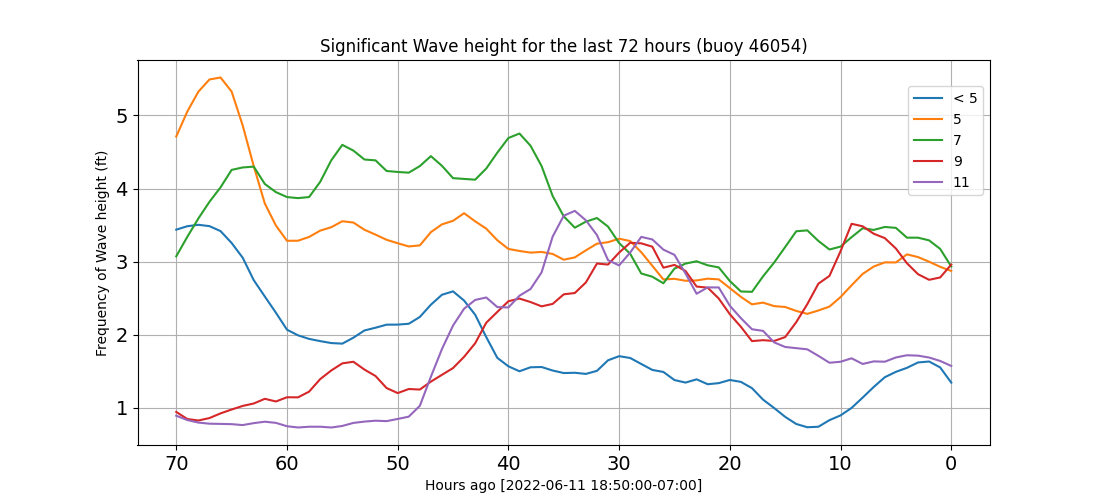 Significant Wave height for the last 72 hours (buoy 46054)
Frequency of Wave height (ft)
5
4
3
2
1
< 5
5
7
9
11
70 60 50 40 30 20 10 0
Hours ago [2022-06-11 18:50:00-07:00]